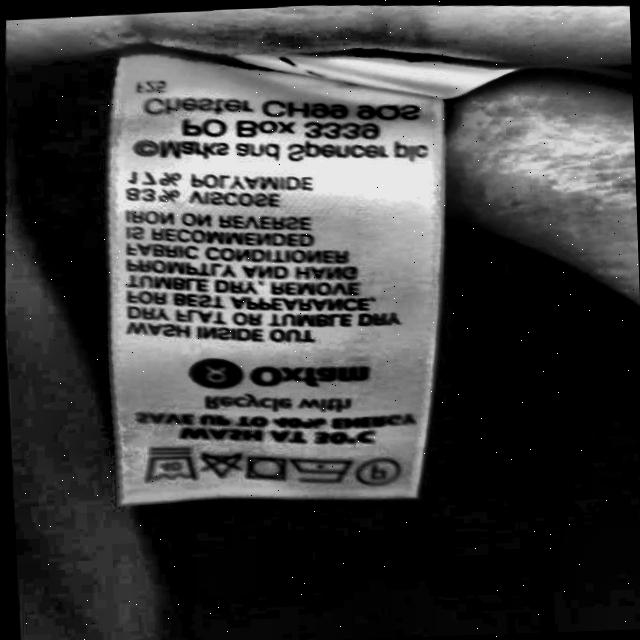 WASH AT 30°C
SAVE UP TO 40% ENERGY
Recycle with
Oxfam
WASH INSIDE OUT
DRY FLAT OR TUMBLE DRY
FOR BEST APPEARANCE,
TUMBLE DRY, REMOVE
PROMPTLY AND HANG
FABRIC CONDITIONER
IS RECOMMENDED
IRON ON REVERSE
83% VISCOSE
17% POLYAMIDE
©Marks and Spencer plc
PO Box 3339
Chester CH99 9QS